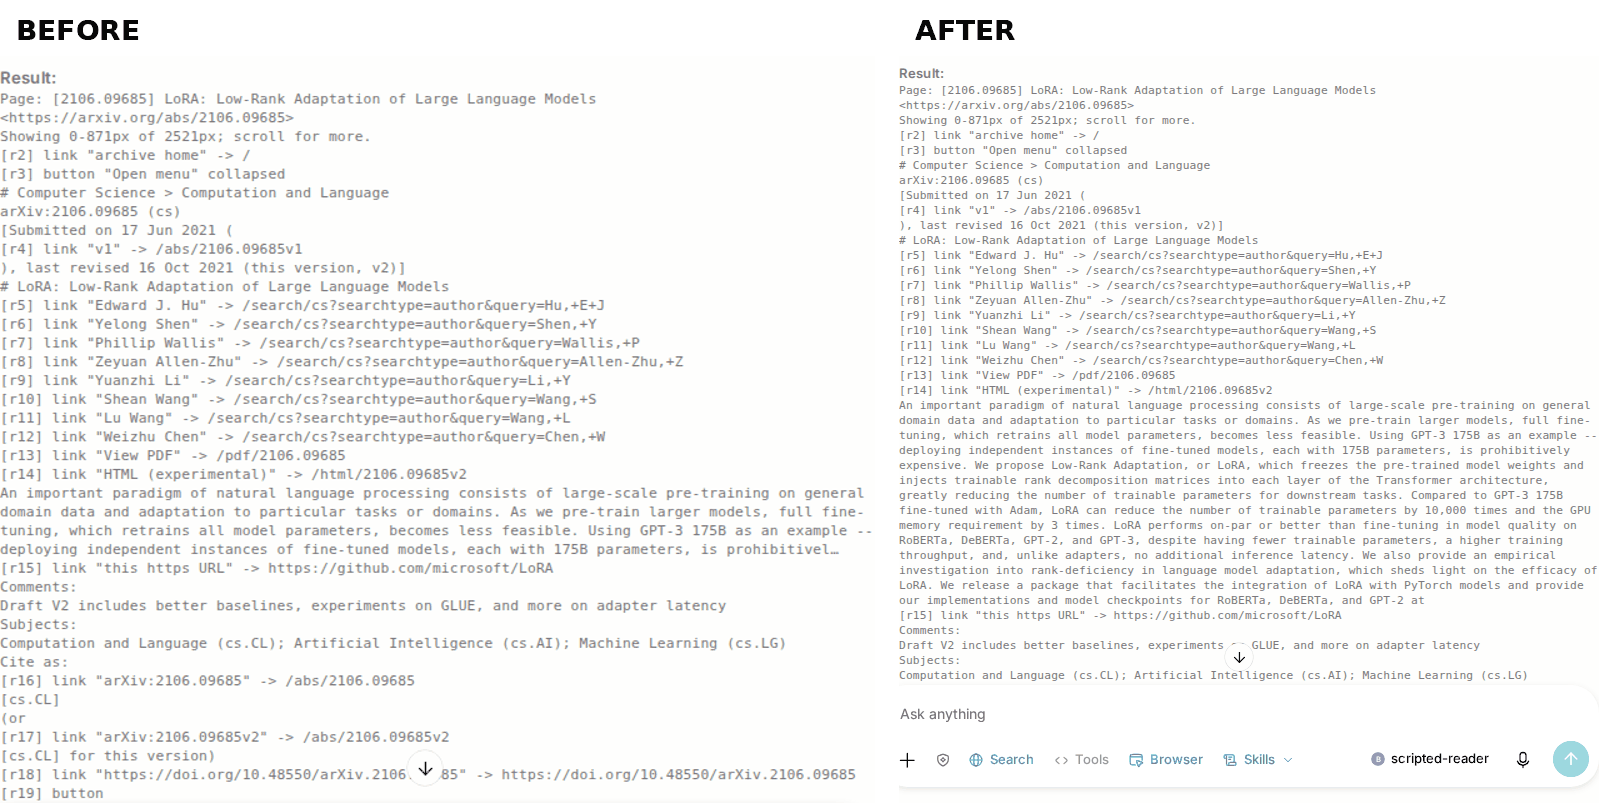 BEFORE
Result:
Page: [2106.09685] LoRA: Low-Rank Adaptation of Large Language Models
<https://arxiv.org/abs/2106.09685>
Showing 0-871px of 2521px; scroll for more.
[r2] link "archive home" -> /
[r3] button "Open menu" collapsed
# Computer Science > Computation and Language
arXiv:2106.09685 (cs)
[Submitted on 17 Jun 2021 (
[r4] link "v1" -> /abs/2106.09685v1
), last revised 16 Oct 2021 (this version, v2)]
# LoRA: Low-Rank Adaptation of Large Language Models
[r5] link "Edward J. Hu" -> /search/cs?searchtype=author&query=Hu,+E+J
[r6] link "Yelong Shen" -> /search/cs?searchtype=author&query=Shen,+Y
[r7] link "Phillip Wallis" -> /search/cs?searchtype=author&query=Wallis,+P
[r8] link "Zeyuan Allen-Zhu" -> /search/cs?searchtype=author&query=Allen-Zhu,+Z
[r9] link "Yuanzhi Li" -> /search/cs?searchtype=author&query=Li,+Y
[r10] link "Shean Wang" -> /search/cs?searchtype=author&query=Wang,+S
[r11] link "Lu Wang" -> /search/cs?searchtype=author&query=Wang,+L
[r12] link "Weizhu Chen" -> /search/cs?searchtype=author&query=Chen,+W
[r13] link "View PDF" -> /pdf/2106.09685
[r14] link "HTML (experimental)" -> /html/2106.09685v2
An important paradigm of natural language processing consists of large-scale pre-training on general
domain data and adaptation to particular tasks or domains. As we pre-train larger models, full fine-
tuning, which retrains all model parameters, becomes less feasible. Using GPT-3 175B as an example --
deploying independent instances of fine-tuned models, each with 175B parameters, is prohibitivel…
[r15] link "this https URL" -> https://github.com/microsoft/LoRA
Comments:
Draft V2 includes better baselines, experiments on GLUE, and more on adapter latency
Subjects:
Computation and Language (cs.CL); Artificial Intelligence (cs.AI); Machine Learning (cs.LG)
Cite as:
[r16] link "arXiv:2106.09685" -> /abs/2106.09685
[cs.CL]
(or
[r17] link "arXiv:2106.09685v2" -> /abs/2106.09685v2
[cs.CL] for this version)
[r18] link "https://doi.org/10.48550/arXiv.2106. 85" -> https://doi.org/10.48550/arXiv.2106.09685
[r19] button
AFTER
Result:
Page: [2106.09685] LoRA: Low-Rank Adaptation of Large Language Models
<https://arxiv.org/abs/2106.09685>
Showing 0-871px of 2521px; scroll for more.
[r2] link "archive home" -> /
[r3] button "Open menu" collapsed
# Computer Science > Computation and Language
arXiv:2106.09685 (cs)
[Submitted on 17 Jun 2021 (
[r4] link "v1" -> /abs/2106.09685v1
), last revised 16 Oct 2021 (this version, v2)]
# LoRA: Low-Rank Adaptation of Large Language Models
[r5] link "Edward J. Hu" -> /search/cs?searchtype=author&query=Hu,+E+J
[r6] link "Yelong Shen" -> /search/cs?searchtype=author&query=Shen,+Y
[r7] link "Phillip Wallis" -> /search/cs?searchtype=author&query=Wallis,+P
[r8] link "Zeyuan Allen-Zhu" -> /search/cs?searchtype=author&query=Allen-Zhu,+Z
[r9] link "Yuanzhi Li" -> /search/cs?searchtype=author&query=Li,+Y
[r10] link "Shean Wang" -> /search/cs?searchtype=author&query=Wang,+S
[r11] link "Lu Wang" -> /search/cs?searchtype=author&query=Wang,+L
[r12] link "Weizhu Chen" -> /search/cs?searchtype=author&query=Chen,+W
[r13] link "View PDF" -> /pdf/2106.09685
[r14] link "HTML (experimental)" -> /html/2106.09685v2
An important paradigm of natural language processing consists of large-scale pre-training on general
domain data and adaptation to particular tasks or domains. As we pre-train larger models, full fine-
tuning, which retrains all model parameters, becomes less feasible. Using GPT-3 175B as an example --
deploying independent instances of fine-tuned models, each with 175B parameters, is prohibitively
expensive. We propose Low-Rank Adaptation, or LoRA, which freezes the pre-trained model weights and
injects trainable rank decomposition matrices into each layer of the Transformer architecture,
greatly reducing the number of trainable parameters for downstream tasks. Compared to GPT-3 175B
fine-tuned with Adam, LoRA can reduce the number of trainable parameters by 10,000 times and the GPU
memory requirement by 3 times. LoRA performs on-par or better than fine-tuning in model quality on
RoBERTa, DeBERTa, GPT-2, and GPT-3, despite having fewer trainable parameters, a higher training
throughput, and, unlike adapters, no additional inference latency. We also provide an empirical
investigation into rank-deficiency in language model adaptation, which sheds light on the efficacy of
LoRA. We release a package that facilitates the integration of LoRA with PyTorch models and provide
our implementations and model checkpoints for RoBERTa, DeBERTa, and GPT-2 at
[r15] link "this https URL" -> https://github.com/microsoft/LoRA
Comments:
Draft V2 includes better baselines, experiments GLUE, and more on adapter latency
Subjects:
Computation and Language (cs.CL); Artificial Intelligence (cs.AI); Machine Learning (cs.LG)
Ask anything
Search
Tools
Browser
Skills
B scripted-reader